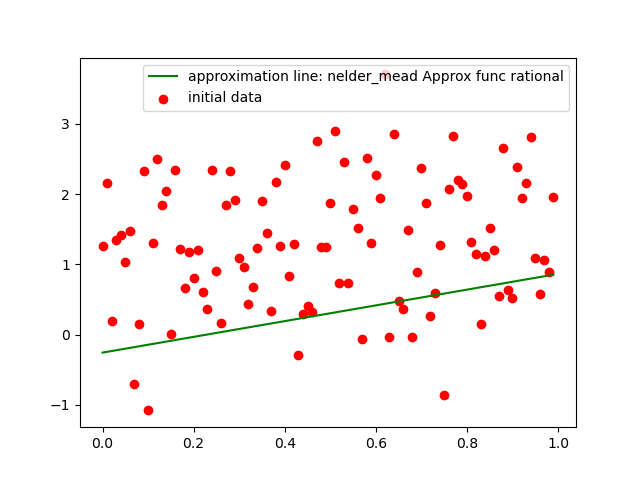 approximation line: nelder_mead Approx func rational
initial data
3
2
1
0
−1
0.0 0.2 0.4 0.6 0.8 1.0